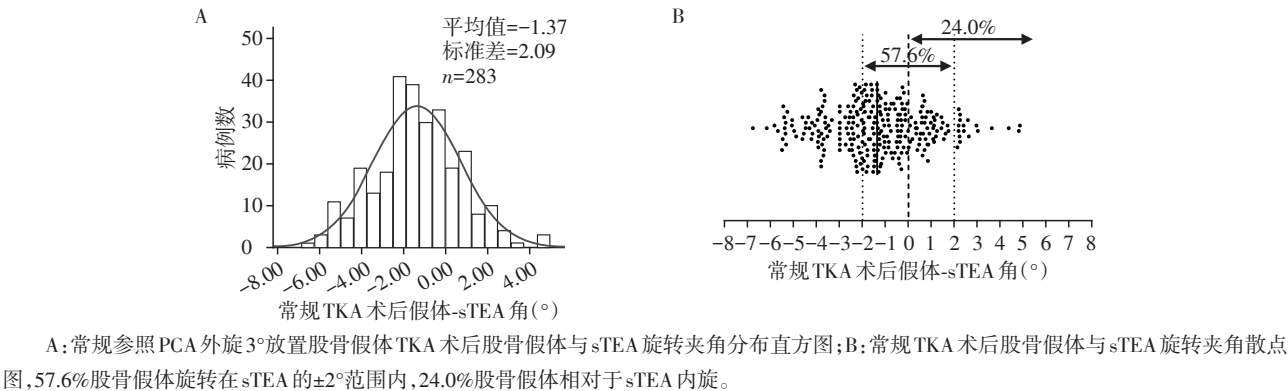 A
平均值=−1.37
标准差=2.09
n=283
病例数
50
40
30
20
10
0
−8.00 −6.00 −4.00 −2.00 0.00 2.00 4.00
常规TKA术后假体-sTEA角(°)
B
24.0%
57.6%
−8−7−6−5−4−3−2−1 0 1 2 3 4 5 6 7 8
常规TKA术后假体-sTEA角(°)
A:常规参照PCA外旋3°放置股骨假体TKA术后股骨假体与sTEA旋转夹角分布直方图;B:常规TKA术后股骨假体与sTEA旋转夹角散点
图,57.6%股骨假体旋转在sTEA的±2°范围内,24.0%股骨假体相对于sTEA内旋。